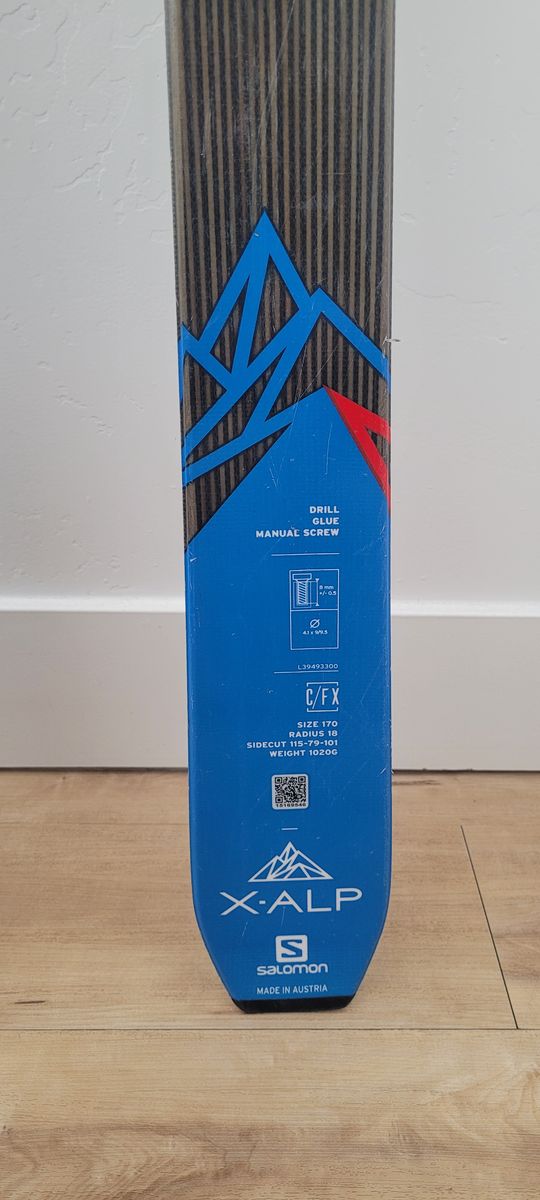 DRILL
GLUE
MANUAL SCREW
8 mm
+/- 0.5
Ø
4.1 x 9/9.5
L39493300
C/FX
SIZE 170
RADIUS 18
SIDECUT 115-79-101
WEIGHT 1020G
15169546
X-ALP
S
SALOMON
MADE IN AUSTRIA